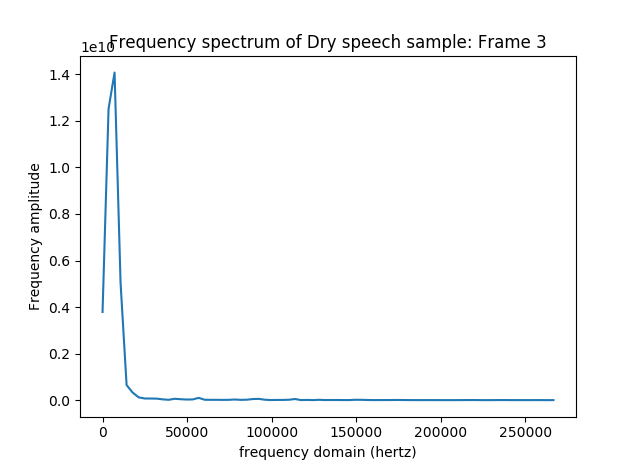 Frequency spectrum of Dry speech sample: Frame 3
1e10
1.4
1.2
1.0
0.8
0.6
0.4
0.2
0.0
Frequency amplitude
0 50000 100000 150000 200000 250000
frequency domain (hertz)